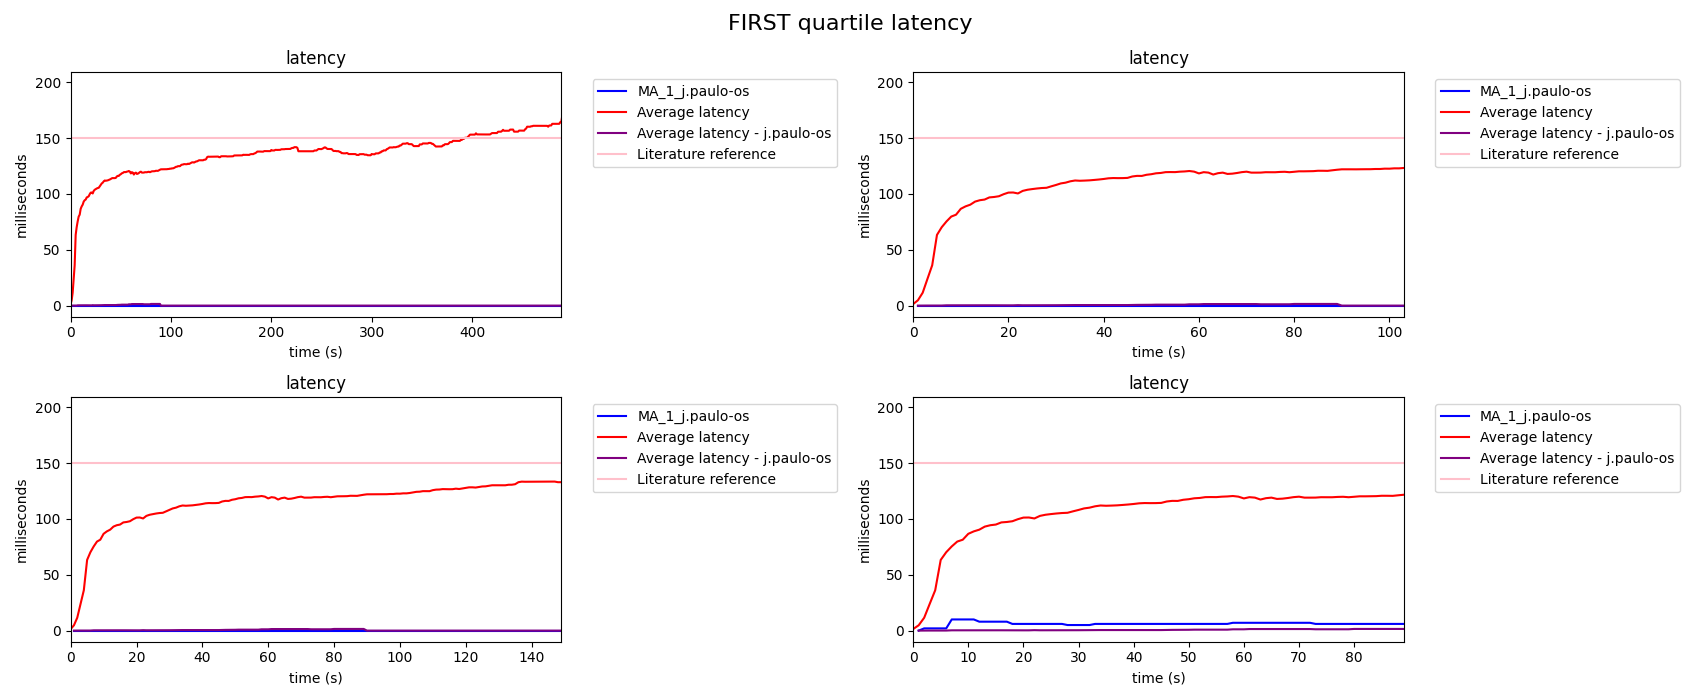 FIRST quartile latency
latency
200
150
100
50
0
milliseconds
0 100 200 300 400
time (s)
MA_1_j.paulo-os
Average latency
Average latency - j.paulo-os
Literature reference
latency
200
150
100
50
0
milliseconds
0 20 40 60 80 100
time (s)
MA_1_j.paulo-os
Average latency
Average latency - j.paulo-os
Literature reference
latency
200
150
100
50
0
milliseconds
0 20 40 60 80 100 120 140
time (s)
MA_1_j.paulo-os
Average latency
Average latency - j.paulo-os
Literature reference
latency
200
150
100
50
0
milliseconds
0 10 20 30 40 50 60 70 80
time (s)
MA_1_j.paulo-os
Average latency
Average latency - j.paulo-os
Literature reference